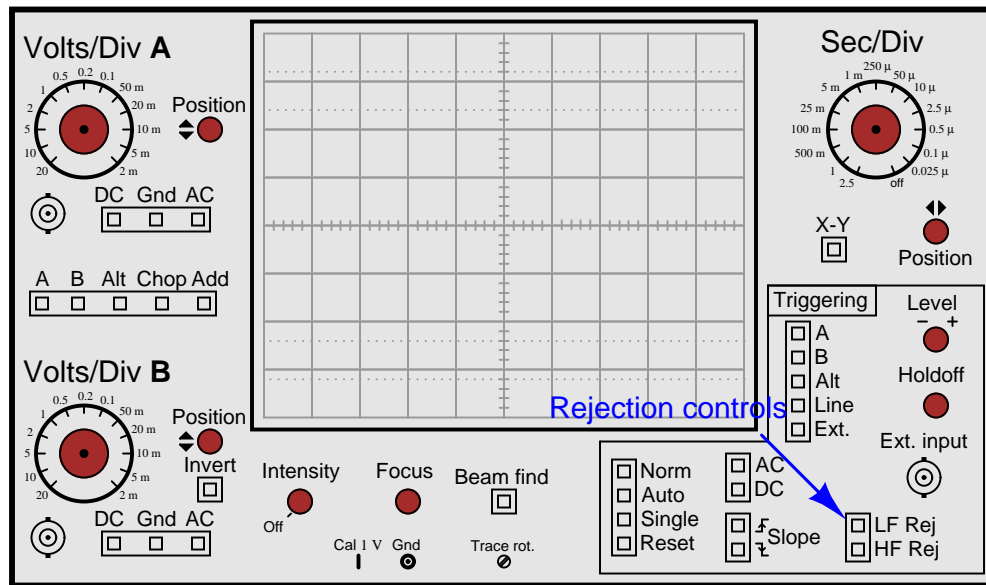 Volts/Div A
0.5 0.2 0.1
1 50 m
2 20 m
5 10 m
10 5 m
20 2 m
Position
DC Gnd AC
A B Alt Chop Add
Volts/Div B
0.5 0.2 0.1
1 50 m
2 20 m
5 10 m
10 5 m
20 2 m
Position
Invert
DC Gnd AC
Intensity
Off
Focus
Beam find
Cal 1 V Gnd
Trace rot.
Sec/Div
250 µ
1 m 50 µ
5 m 10 µ
25 m 2.5 µ
100 m 0.5 µ
500 m 0.1 µ
1 0.025 µ
2.5 off
X-Y
Position
Triggering
A
B
Alt
Line
Ext.
Level
− +
Holdoff
Ext. input
Rejection controls
Norm
Auto
Single
Reset
AC
DC
Slope
LF Rej
HF Rej